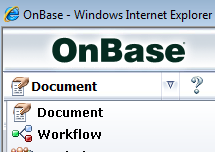 OnBase - Windows Internet Explorer
OnBase
Document
?
Document
Workflow